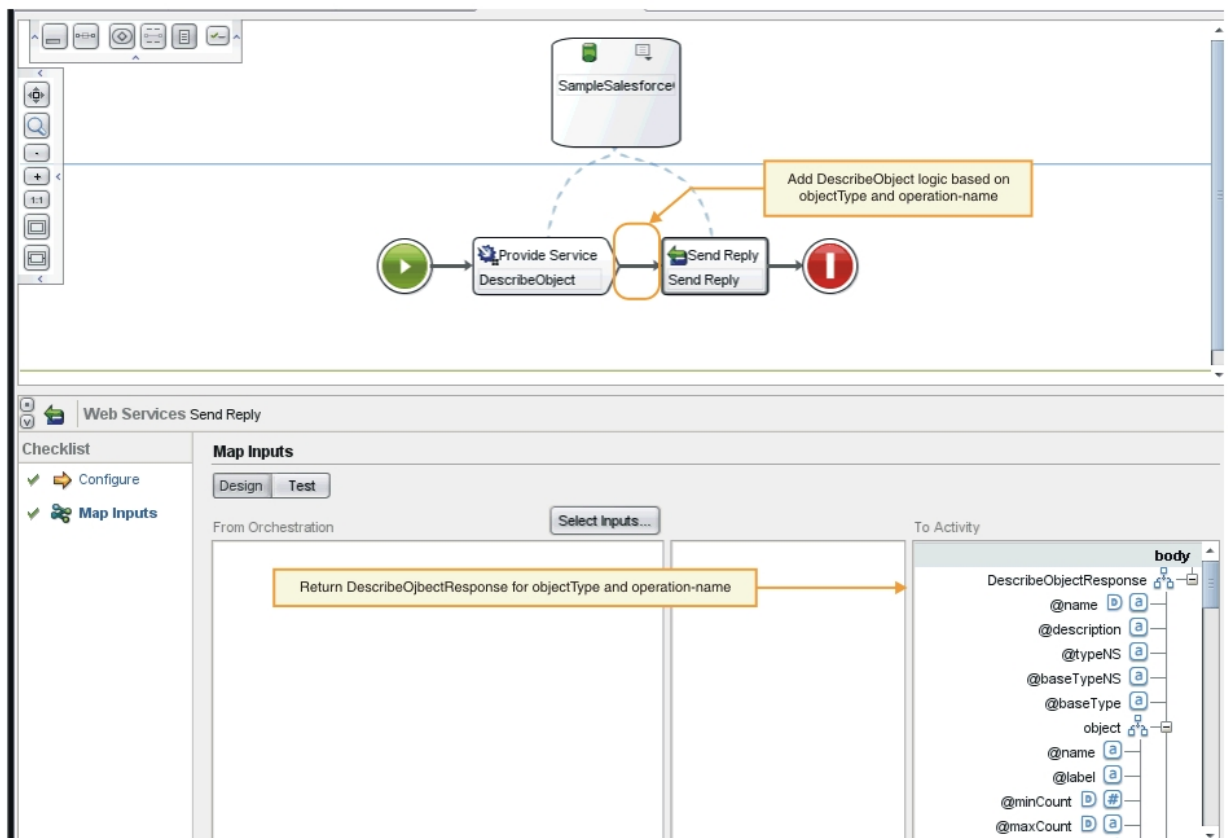 SampleSalesforce
Add DescribeObject logic based on
objectType and operation-name
-
+
1:1
Provide Service
DescribeObject
Send Reply
Send Reply
Web Services Send Reply
Checklist
Configure
Map Inputs
Map Inputs
Design
Test
From Orchestration
Select Inputs...
To Activity
Return DescribeOjbectResponse for objectType and operation-name
body
DescribeObjectResponse
@name D a
@description a
@typeNS a
@baseTypeNS a
@baseType a
object
@name a
@label a
@minCount D #
@maxCount D a